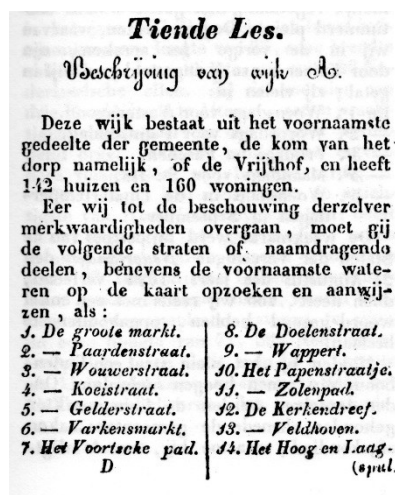 Tiende Les.
Beschrijving van wijk A.
Deze wijk bestaat uit het voornaamste
gedeelte der gemeente, de kom van het
dorp namelijk, of de Vrijthof, en heeft
142 huizen en 160 woningen.
Eer wij tot de beschouwing derzelver
merkwaardigheden overgaan, moet gij
de volgende straten of naamdragende
deelen, benevens de voornaamste wate-
ren op de kaart opzoeken en aanwij-
zen, als:
1. De groote markt.
2. — Paardenstraat.
3. — Wouwerstraat.
4. — Koeistraat.
5. — Gelderstraat.
6. — Varkensmarkt.
7. Het Voortsche pad.
D
8. De Doelenstraat.
9. — Wappert.
10. Het Papenstraatje.
11. — Zolenpad.
12. De Kerkendreef.
13. — Veldhoven.
14. Het Hoog en Laag-
(spul